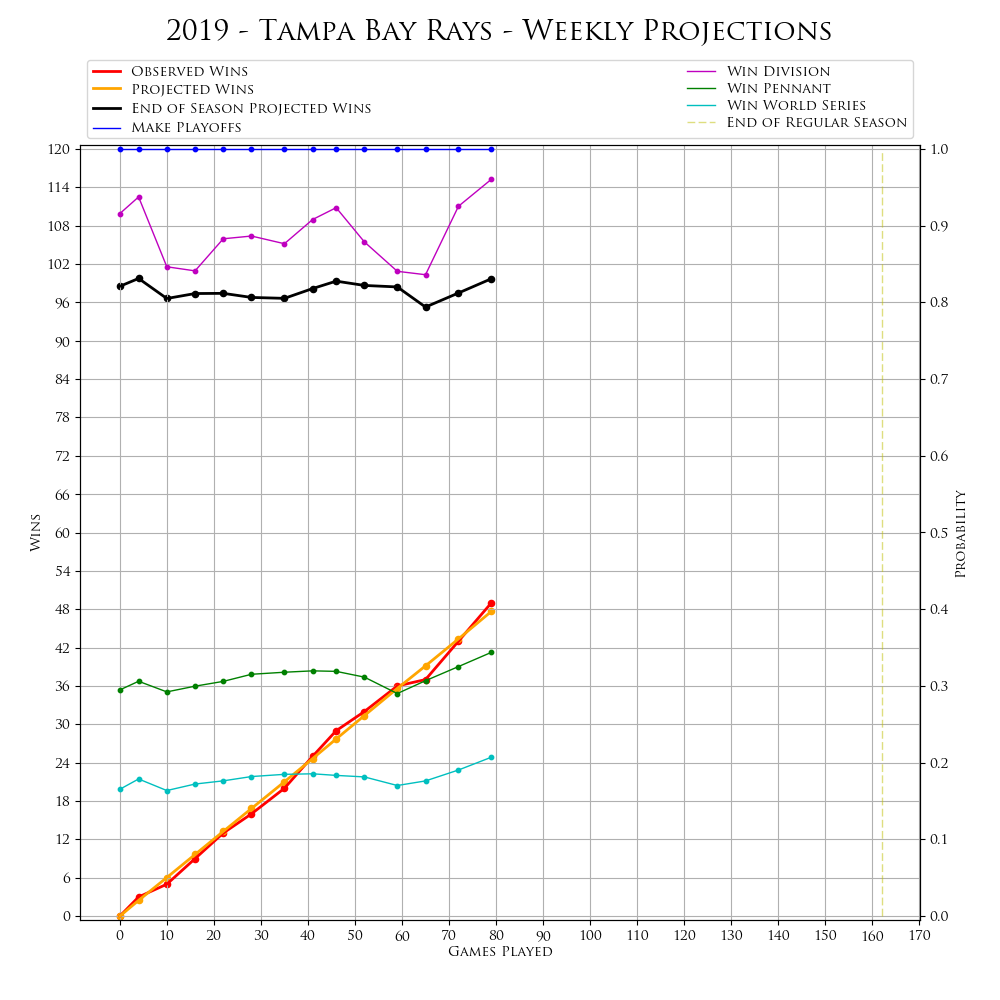 2019 - Tampa Bay Rays - Weekly Projections
Observed Wins
Projected Wins
End of Season Projected Wins
Make Playoffs
Win Division
Win Pennant
Win World Series
End of Regular Season
120
114
108
102
96
90
84
78
72
66
60
54
48
42
36
30
24
18
12
6
0
Wins
1.0
0.9
0.8
0.7
0.6
0.5
0.4
0.3
0.2
0.1
0.0
Probability
0 10 20 30 40 50 60 70 80 90 100 110 120 130 140 150 160 170
Games Played